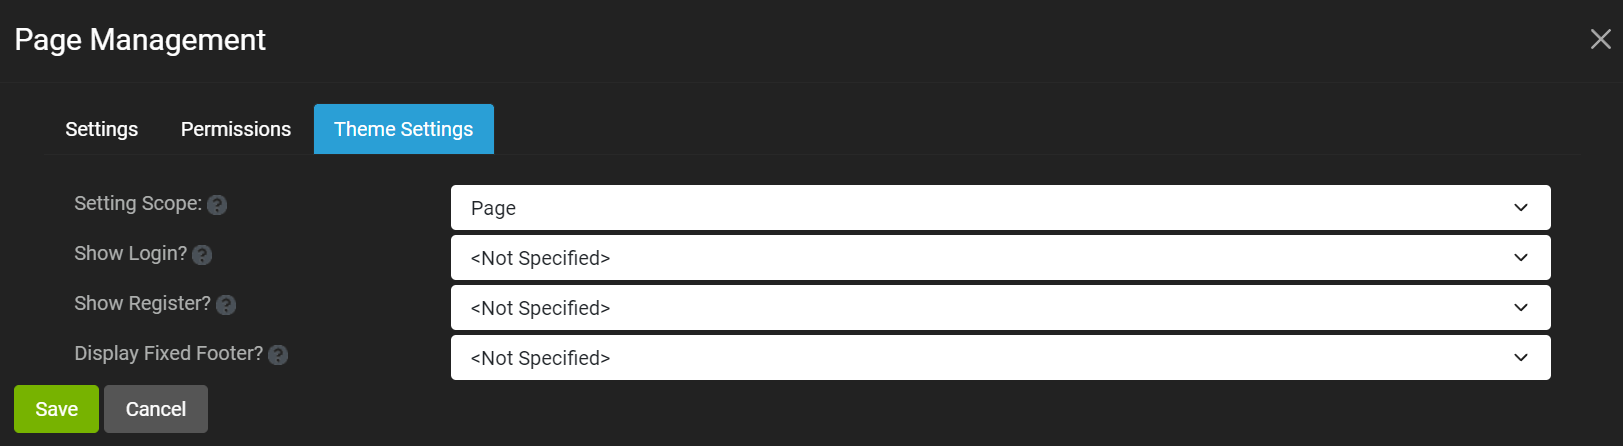 Page Management
Settings Permissions Theme Settings
Setting Scope: ? Page
Show Login? ? <Not Specified>
Show Register? ? <Not Specified>
Display Fixed Footer? ? <Not Specified>
Save Cancel